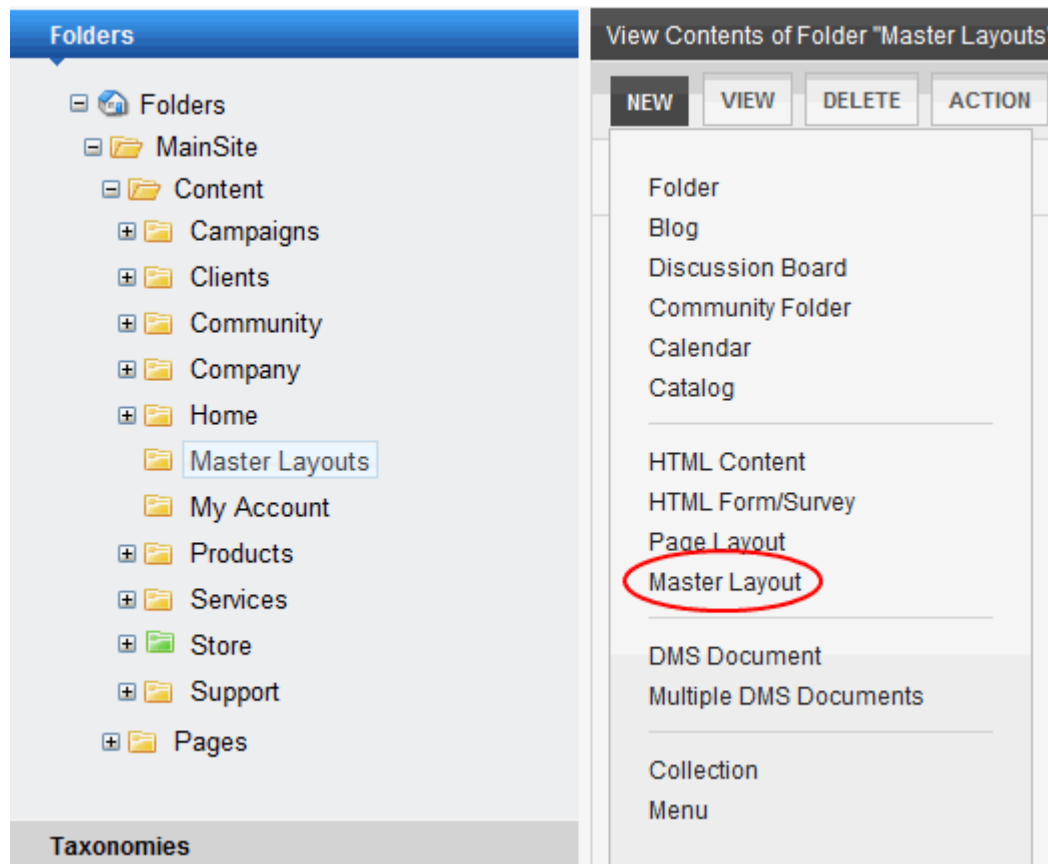 Folders
Folders
MainSite
Content
Campaigns
Clients
Community
Company
Home
Master Layouts
My Account
Products
Services
Store
Support
Pages
Taxonomies
View Contents of Folder "Master Layouts"
NEW VIEW DELETE ACTION
Folder
Blog
Discussion Board
Community Folder
Calendar
Catalog
HTML Content
HTML Form/Survey
Page Layout
Master Layout
DMS Document
Multiple DMS Documents
Collection
Menu